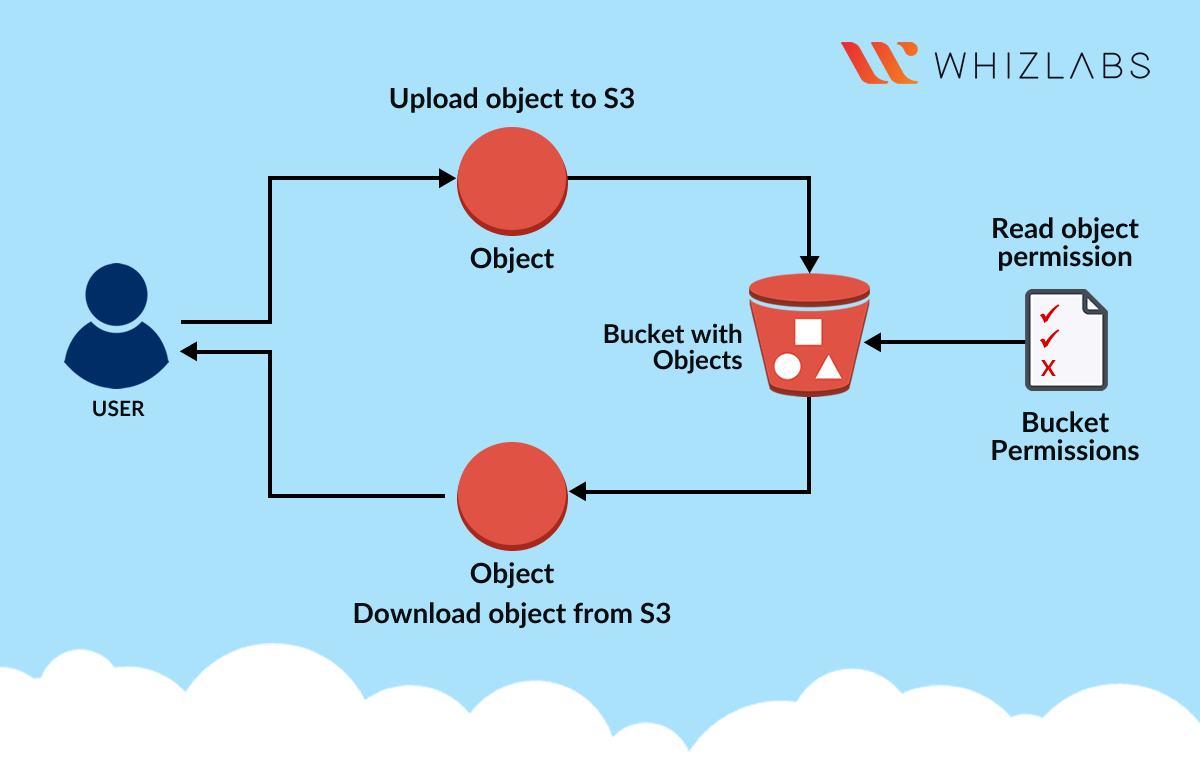 WHIZLABS
Upload object to S3
Object
Read object
permission
Bucket with
Objects
X
USER
Bucket
Permissions
Object
Download object from S3